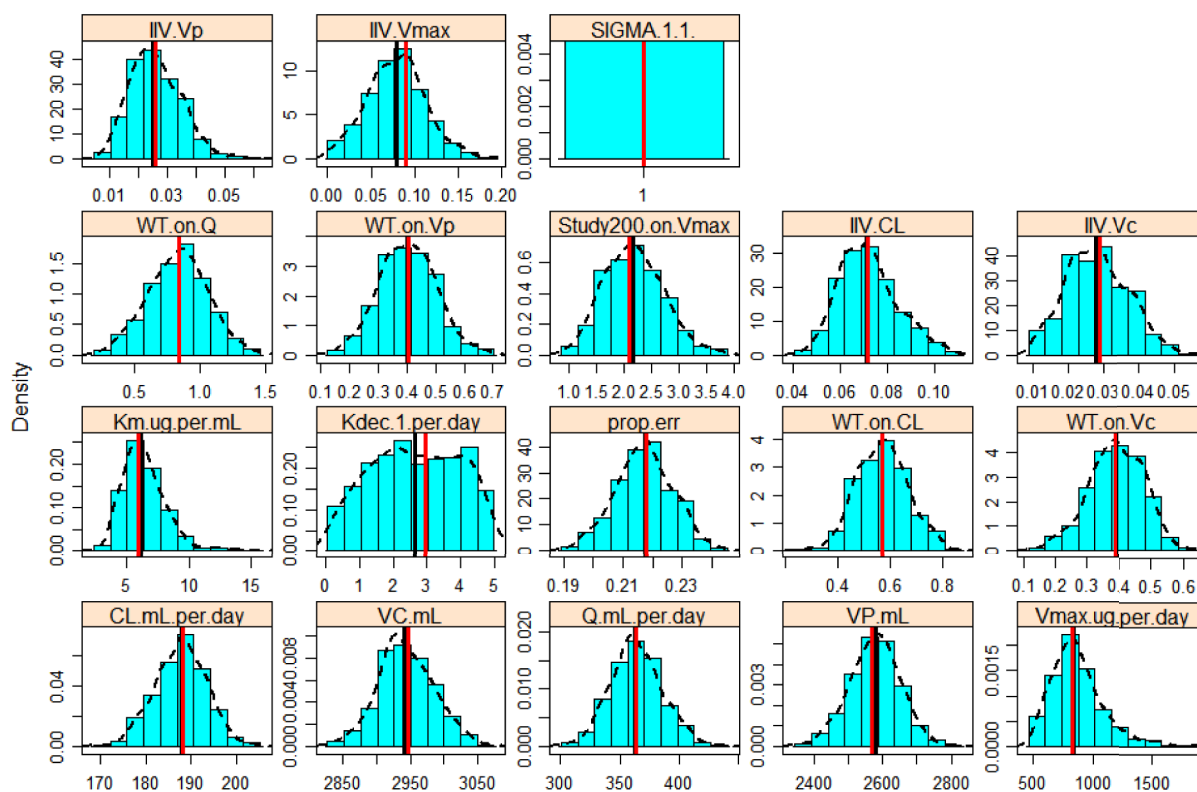 IIV.Vp IIV.Vmax SIGMA.1.1.
0 10 20 30 40
0 5 10
0.000 0.002 0.004
0.01 0.03 0.05 0.00 0.05 0.10 0.15 0.20 1
WT.on.Q WT.on.Vp Study200.on.Vmax IIV.CL IIV.Vc
0.0 0.5 1.0 1.5
0 1 2 3
0.0 0.2 0.4 0.6
0 10 20 30
0 10 20 30 40
0.5 1.0 1.5 0.1 0.2 0.3 0.4 0.5 0.6 0.7 1.0 1.5 2.0 2.5 3.0 3.5 4.0 0.04 0.06 0.08 0.10 0.01 0.02 0.03 0.04 0.05
Density
Km.ug.per.mL Kdec.1.per.day prop.err WT.on.CL WT.on.Vc
0.00 0.10 0.20
0.00 0.10 0.20
0 10 20 30 40
0 1 2 3 4
0 1 2 3 4
5 10 15 0 1 2 3 4 5 0.19 0.21 0.23 0.4 0.6 0.8 0.1 0.2 0.3 0.4 0.5 0.6
CL.mL.per.day VC.mL Q.mL.per.day VP.mL Vmax.ug.per.day
0.00 0.04
0.000 0.004 0.008
0.000 0.010 0.020
0.000 0.003
0.0000 0.0015
170 180 190 200 2850 2950 3050 300 350 400 2400 2600 2800 500 1000 1500